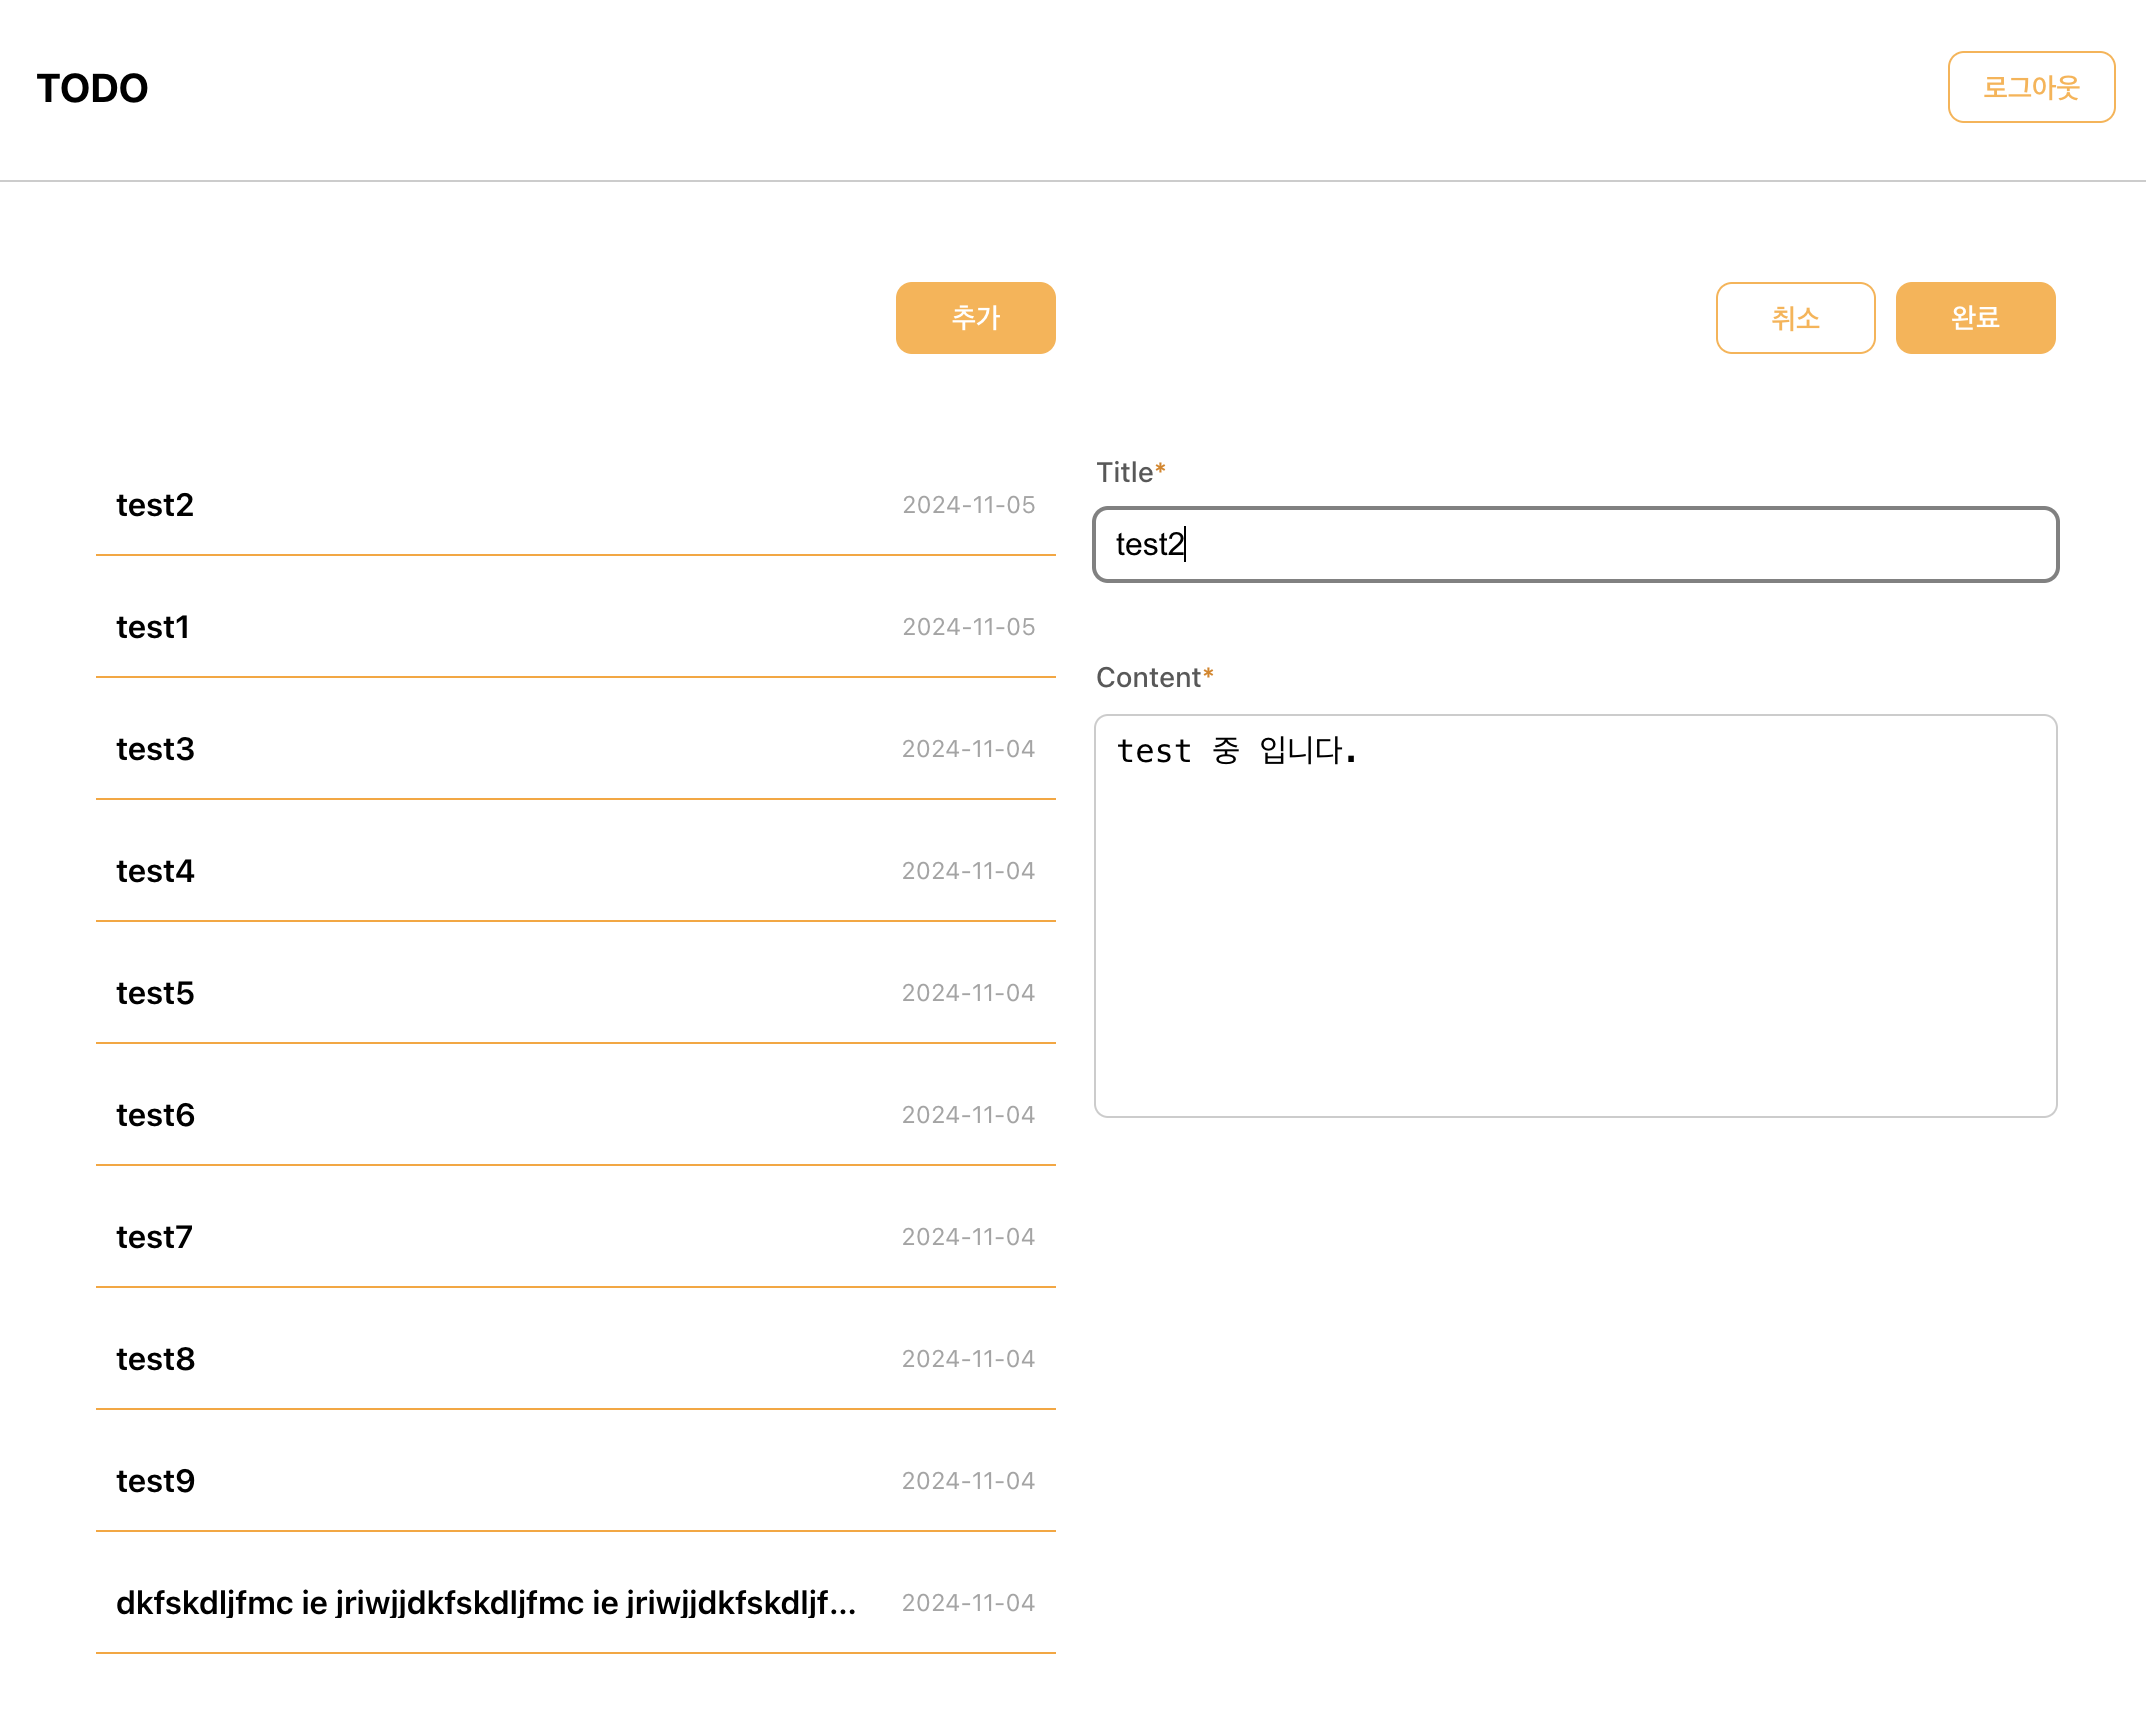 TODO
로그아웃
추가
취소
완료
test2 2024-11-05
test1 2024-11-05
test3 2024-11-04
test4 2024-11-04
test5 2024-11-04
test6 2024-11-04
test7 2024-11-04
test8 2024-11-04
test9 2024-11-04
dkfskdljfmc ie jriwjjdkfskdljfmc ie jriwjjdkfskdljf... 2024-11-04
Title*
test2
Content*
test 중 입니다.